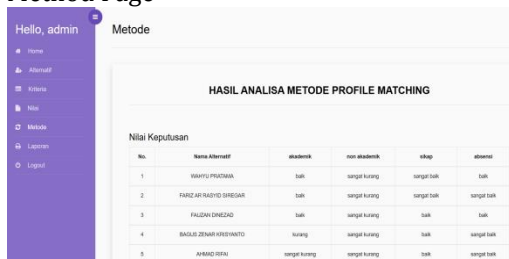 Method Page
Hello, admin
Metode
Home
Alternatif
Kriteria
Nilai
Metode
Laporan
Logout
HASIL ANALISA METODE PROFILE MATCHING
Nilai Keputusan
No. Nama Alternatif akademik non akademik sikap absensi
1 WAHYU PRATAMA baik sangat kurang sangat baik baik
2 FARIZ AR RASYID SIREGAR baik sangat kurang sangat baik sangat baik
3 FAUZAN DINEZAD baik sangat kurang baik baik
4 BAGUS ZENAR KRISYANTO kurang sangat kurang baik sangat baik
5 AHMAD RIFAI sangat kurang sangat kurang baik sangat baik